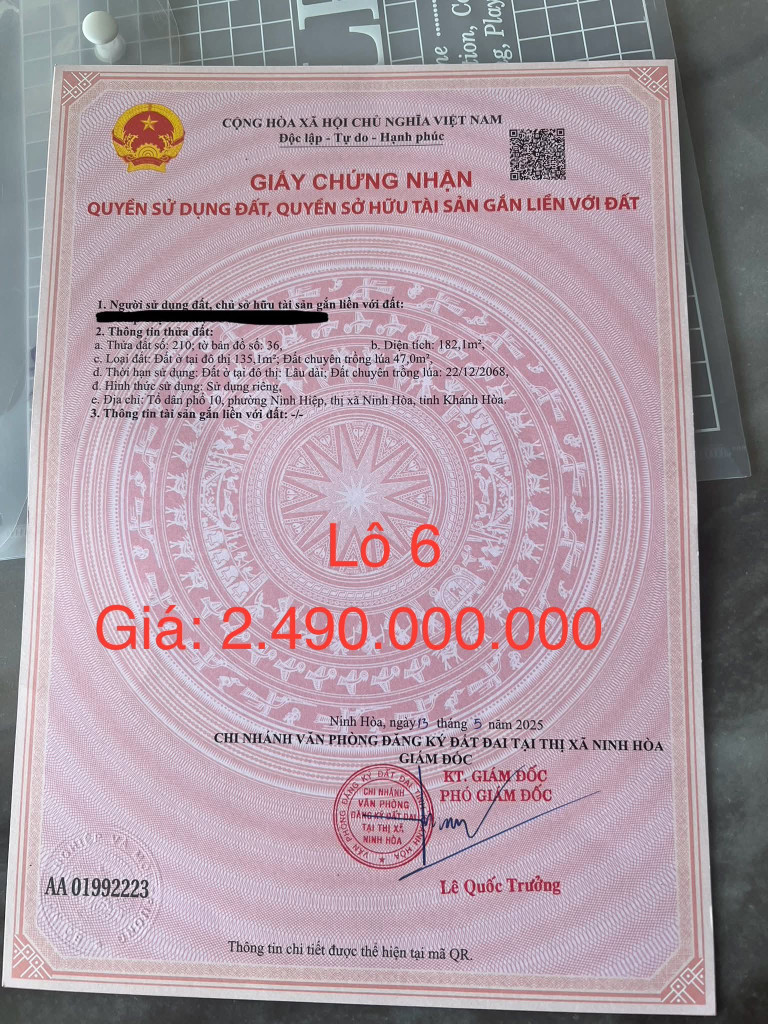 CỘNG HÒA XÃ HỘI CHỦ NGHĨA VIỆT NAM
Độc lập - Tự do - Hạnh phúc
GIẤY CHỨNG NHẬN
QUYỀN SỬ DỤNG ĐẤT, QUYỀN SỞ HỮU TÀI SẢN GẮN LIỀN VỚI ĐẤT
1. Người sử dụng đất, chủ sở hữu tài sản gắn liền với đất:
2. Thông tin thửa đất:
a. Thửa đất số: 210; tờ bản đồ số: 36, b. Diện tích: 182,1m²,
c. Loại đất: Đất ở tại đô thị 135,1m²; Đất chuyên trồng lúa 47,0m²,
d. Thời hạn sử dụng: Đất ở tại đô thị: Lâu dài; Đất chuyên trồng lúa: 22/12/2068,
đ. Hình thức sử dụng: Sử dụng riêng,
e. Địa chỉ: Tổ dân phố 10, phường Ninh Hiệp, thị xã Ninh Hòa, tỉnh Khánh Hòa.
3. Thông tin tài sản gắn liền với đất: -/-
Lô 6
Giá: 2.490.000.000
Ninh Hòa, ngày 13 tháng 5 năm 2025
CHI NHÁNH VĂN PHÒNG ĐĂNG KÝ ĐẤT ĐAI TẠI THỊ XÃ NINH HÒA
GIÁM ĐỐC
KT. GIÁM ĐỐC
PHÓ GIÁM ĐỐC
CHI NHÁNH
VĂN PHÒNG
ĐĂNG KÝ ĐẤT ĐAI
TẠI THỊ XÃ
NINH HÒA
Lê Quốc Trưởng
AA 01992223
Thông tin chi tiết được thể hiện tại mã QR.